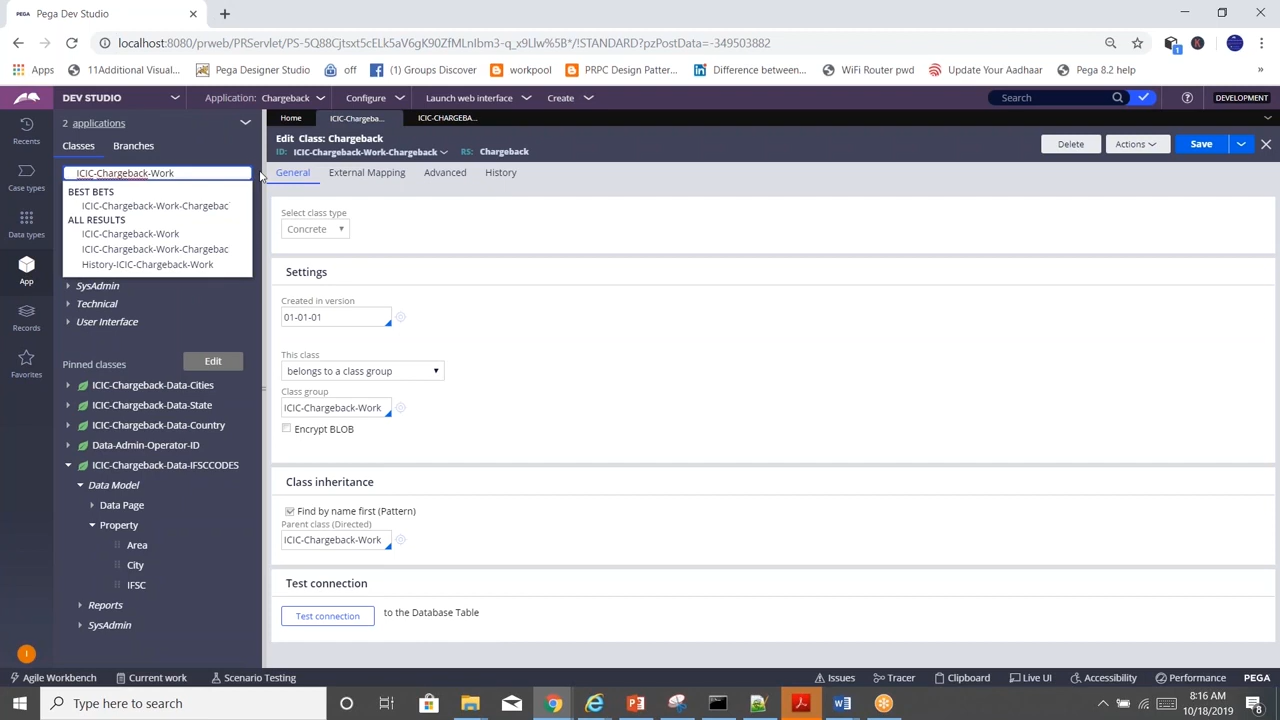 PEGA Pega Dev Studio
localhost:8080/prweb/PRServlet/PS-5Q88Cjtsxt5cELk5aV6gK90ZfMLnIbm3-q_x9Llw%5B*/!STANDARD?pzPostData=-349503882
Apps 11Additional Visual... Pega Designer Studio off (1) Groups Discover workpool PRPC Design Patter... Difference between... WiFi Router pwd Update Your Aadhaar Pega 8.2 help »
DEV STUDIO Application: Chargeback Configure Launch web interface Create Search DEVELOPMENT
2 applications
Home ICIC-Chargeba... ICIC-CHARGEBA...
Classes Branches
Edit Class: Chargeback
ID: ICIC-Chargeback-Work-Chargeback RS: Chargeback
Delete Actions Save
General External Mapping Advanced History
Recents
Case types
Data types
App
Records
Favorites
ICIC-Chargeback-Work
BEST BETS
ICIC-Chargeback-Work-Chargebac
ALL RESULTS
ICIC-Chargeback-Work
ICIC-Chargeback-Work-Chargebac
History-ICIC-Chargeback-Work
SysAdmin
Technical
User Interface
Pinned classes Edit
ICIC-Chargeback-Data-Cities
ICIC-Chargeback-Data-State
ICIC-Chargeback-Data-Country
Data-Admin-Operator-ID
ICIC-Chargeback-Data-IFSCCODES
Data Model
Data Page
Property
Area
City
IFSC
Reports
SysAdmin
Select class type
Concrete
Settings
Created in version
01-01-01
This class
belongs to a class group
Class group
ICIC-Chargeback-Work
Encrypt BLOB
Class inheritance
Find by name first (Pattern)
Parent class (Directed)
ICIC-Chargeback-Work
Test connection
Test connection to the Database Table
Agile Workbench Current work Scenario Testing Issues Tracer Clipboard Live UI Accessibility Performance PEGA
Type here to search
8:16 AM
10/18/2019
8